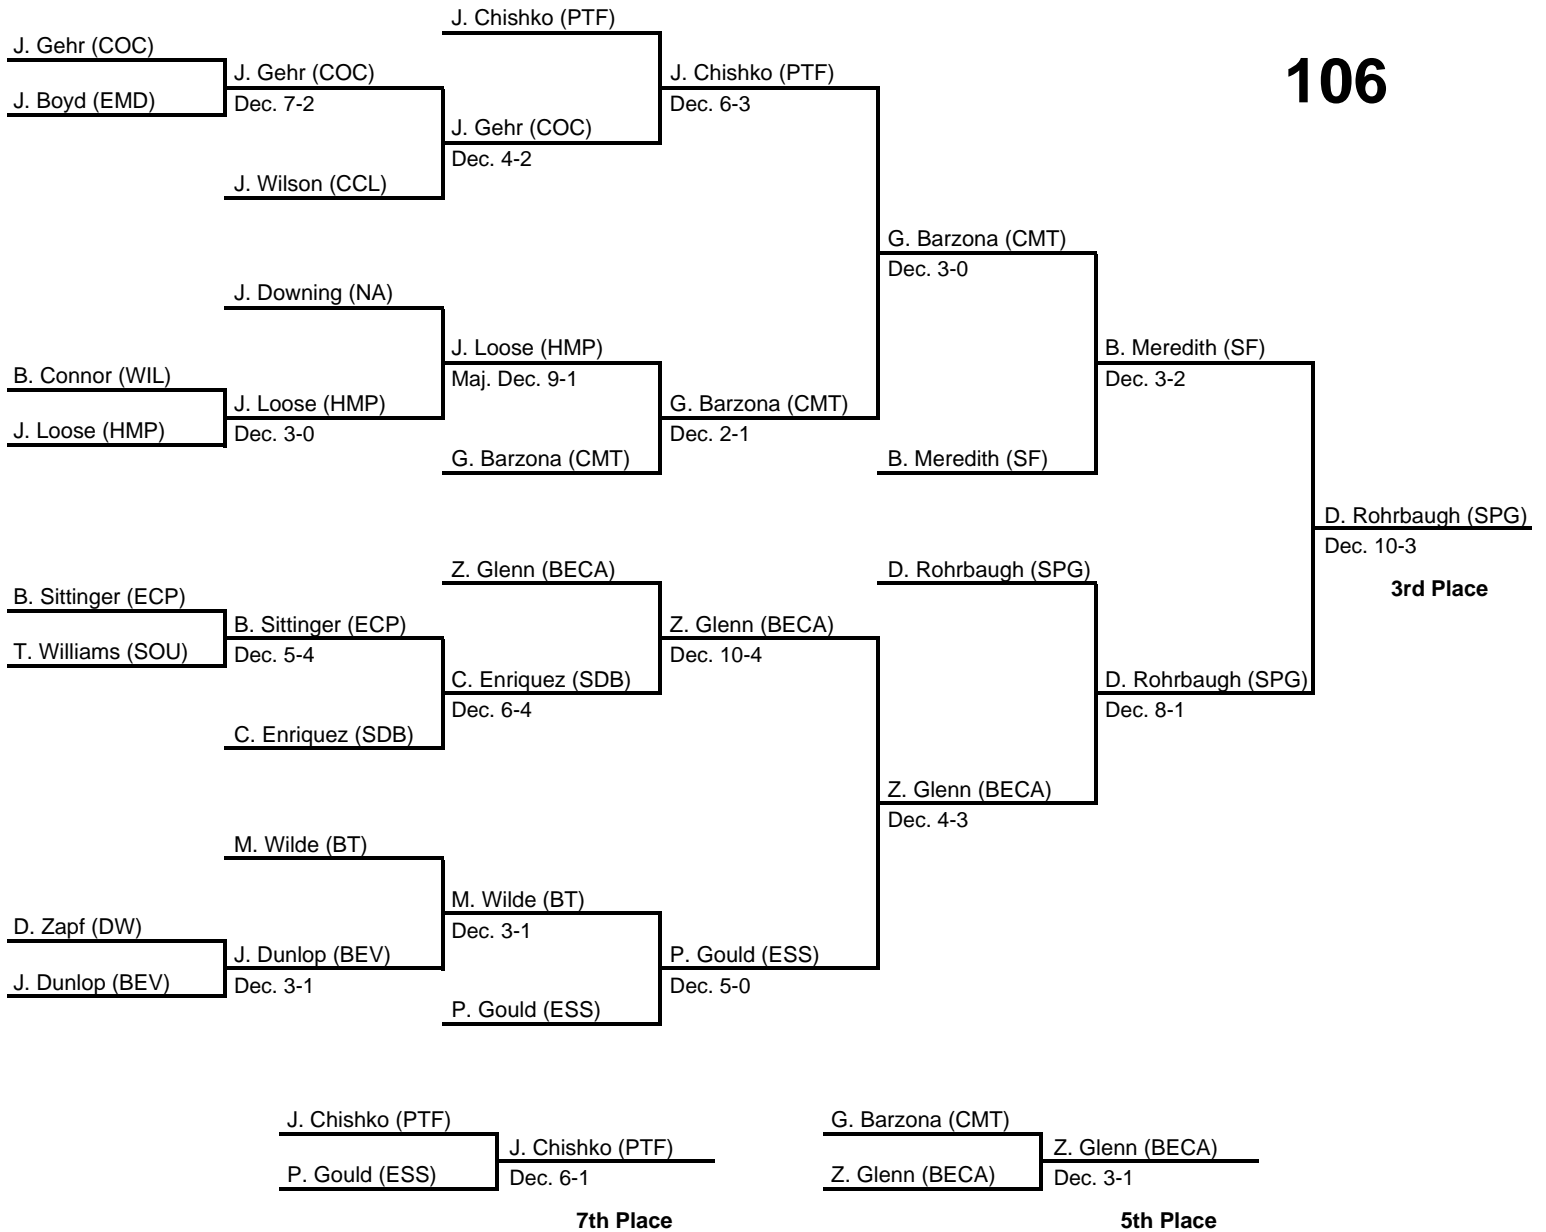 J. Chishko (PTF)
J. Gehr (COC)
106
J. Gehr (COC)
J. Chishko (PTF)
J. Boyd (EMD)
Dec. 7-2
Dec. 6-3
J. Gehr (COC)
Dec. 4-2
J. Wilson (CCL)
G. Barzona (CMT)
Dec. 3-0
J. Downing (NA)
J. Loose (HMP)
B. Meredith (SF)
B. Connor (WIL)
Maj. Dec. 9-1
Dec. 3-2
J. Loose (HMP)
G. Barzona (CMT)
J. Loose (HMP)
Dec. 3-0
Dec. 2-1
G. Barzona (CMT)
B. Meredith (SF)
D. Rohrbaugh (SPG)
Dec. 10-3
Z. Glenn (BECA)
D. Rohrbaugh (SPG)
3rd Place
B. Sittinger (ECP)
B. Sittinger (ECP)
Z. Glenn (BECA)
T. Williams (SOU)
Dec. 5-4
Dec. 10-4
C. Enriquez (SDB)
D. Rohrbaugh (SPG)
Dec. 6-4
Dec. 8-1
C. Enriquez (SDB)
Z. Glenn (BECA)
Dec. 4-3
M. Wilde (BT)
M. Wilde (BT)
D. Zapf (DW)
Dec. 3-1
J. Dunlop (BEV)
P. Gould (ESS)
J. Dunlop (BEV)
Dec. 3-1
Dec. 5-0
P. Gould (ESS)
J. Chishko (PTF)
G. Barzona (CMT)
J. Chishko (PTF)
Z. Glenn (BECA)
P. Gould (ESS)
Dec. 6-1
Z. Glenn (BECA)
Dec. 3-1
7th Place
5th Place